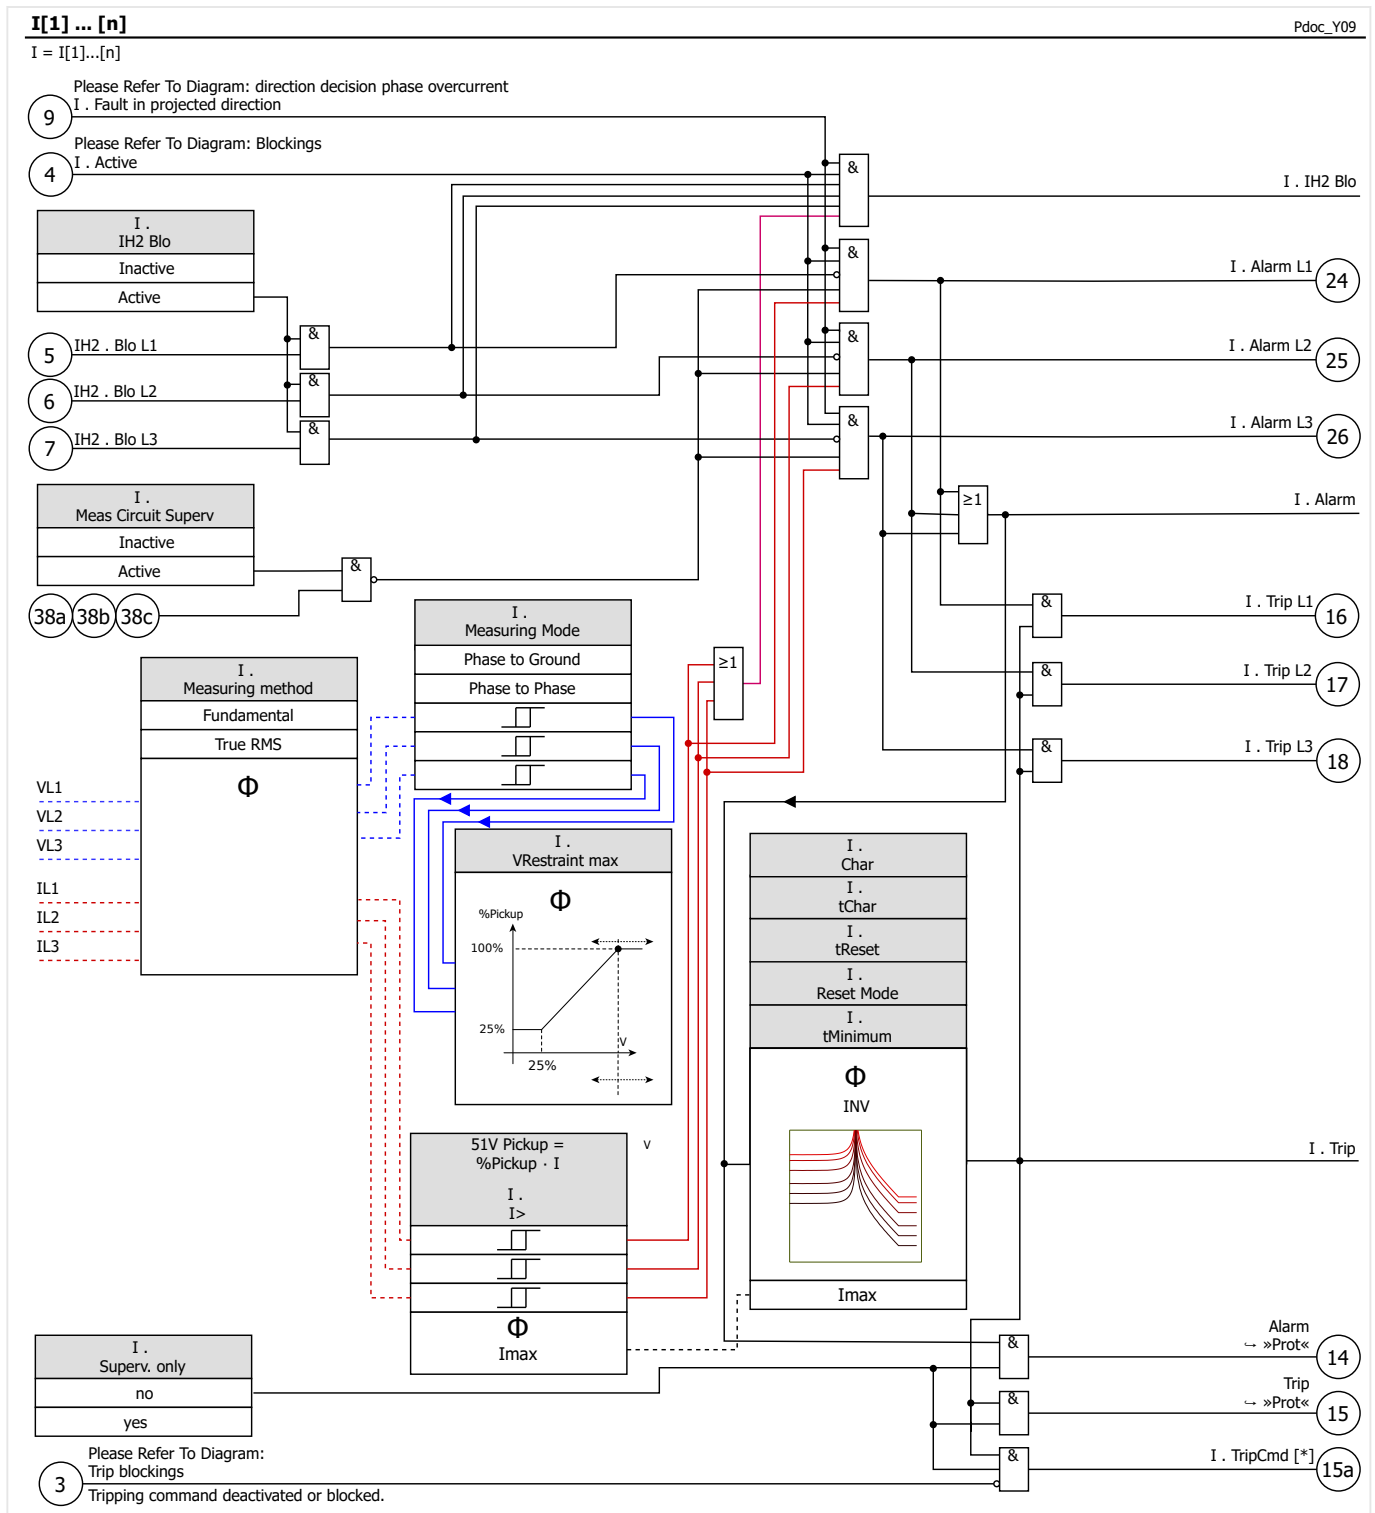 I[1] ... [n]
Pdoc_Y09
I = I[1]...[n]
Please Refer To Diagram: direction decision phase overcurrent
9
I . Fault in projected direction
Please Refer To Diagram: Blockings
4
I . Active
&
I . IH2 Blo
I .
IH2 Blo
Inactive
Active
&
I . Alarm L1
24
5
IH2 . Blo L1
&
&
I . Alarm L2
25
6
IH2 . Blo L2
&
7
IH2 . Blo L3
&
&
I . Alarm L3
26
I .
Meas Circuit Superv
Inactive
Active
&
38a
38b
38c
≥1
I . Alarm
&
I . Trip L1
16
&
I . Trip L2
17
&
I . Trip L3
18
I .
Measuring Mode
Phase to Ground
Phase to Phase
≥1
I .
Measuring method
Fundamental
True RMS
Φ
VL1
VL2
VL3
IL1
IL2
IL3
I .
VRestraint max
Φ
%Pickup
100%
25%
V
25%
I .
Char
I .
tChar
I .
tReset
I .
Reset Mode
I .
tMinimum
Φ
INV
Imax
I . Trip
51V Pickup =
%Pickup · I
V
I .
I>
Φ
Imax
I .
Superv. only
no
yes
&
Alarm
⤷ »Prot«
14
&
Trip
⤷ »Prot«
15
&
I . TripCmd [*]
15a
Please Refer To Diagram:
Trip blockings
3
Tripping command deactivated or blocked.